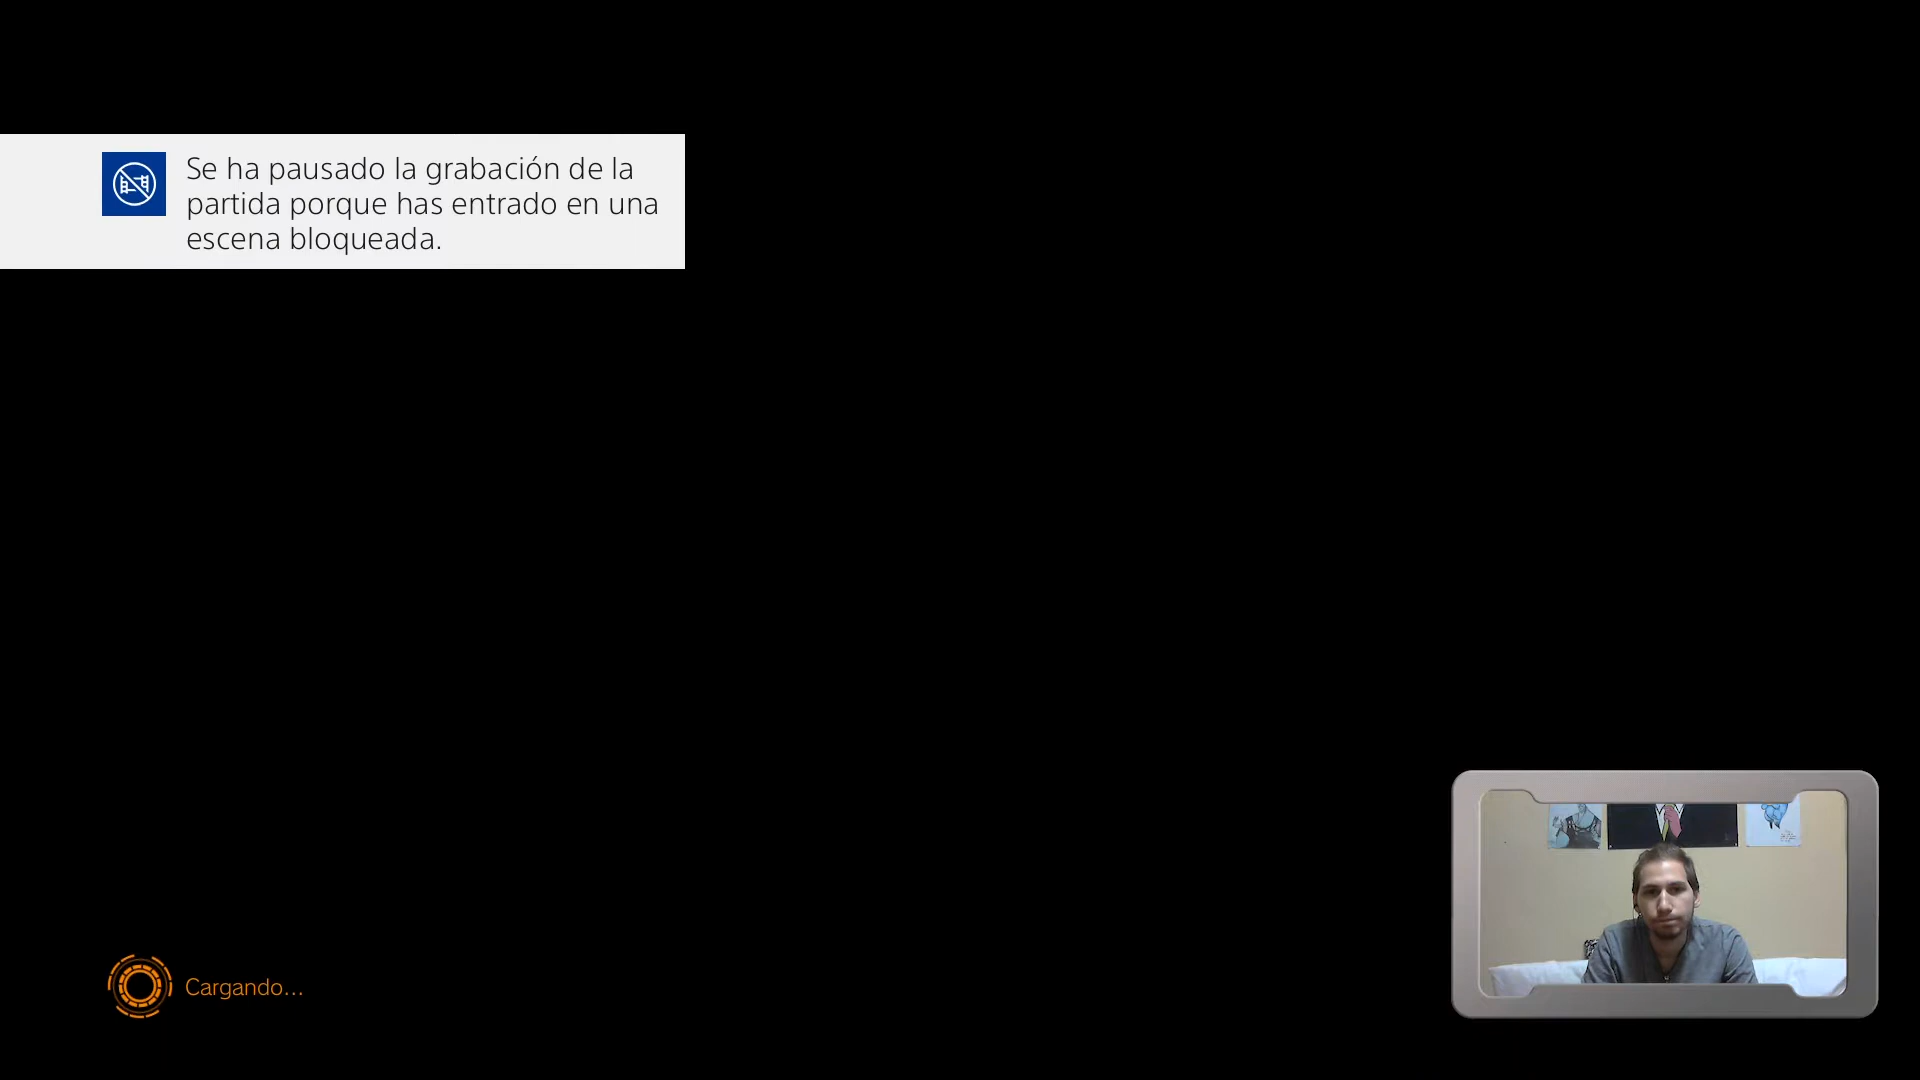 Se ha pausado la grabación de la
partida porque has entrado en una
escena bloqueada.
Cargando...